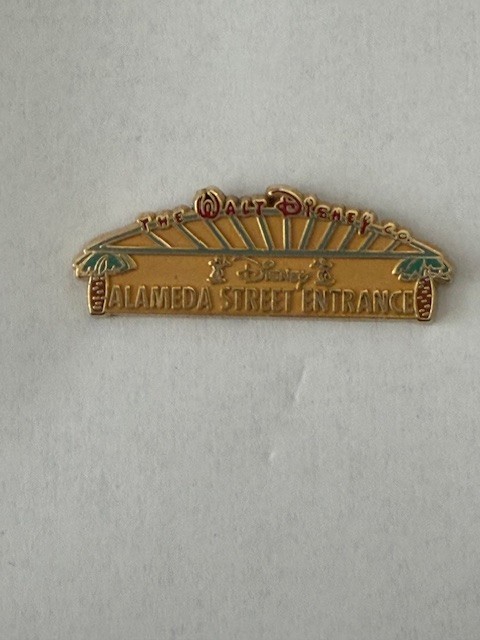 THE WALT DISNEY CO.
Disney
ALAMEDA STREET ENTRANCE